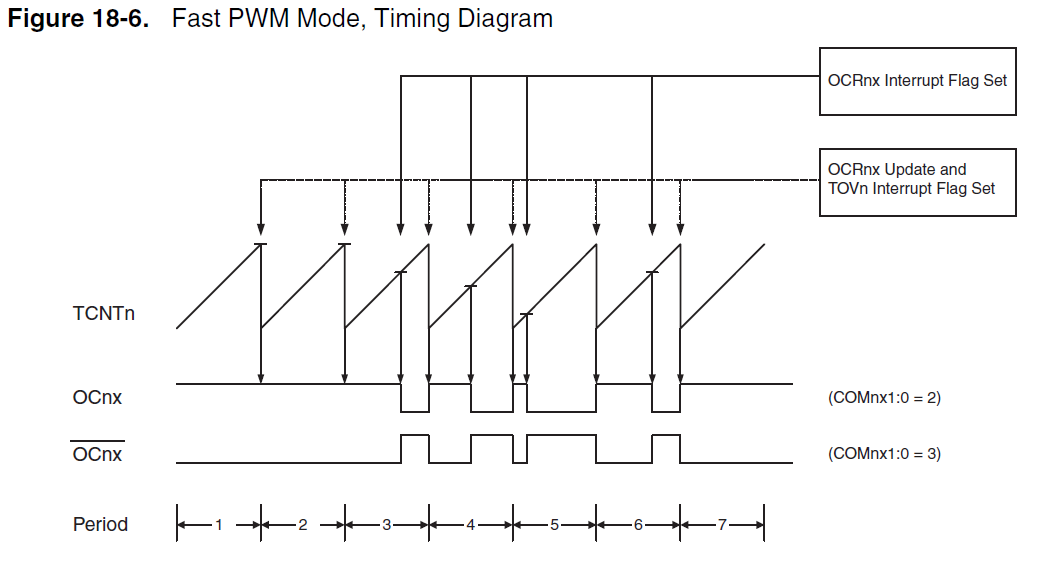 Figure 18-6. Fast PWM Mode, Timing Diagram
OCRnx Interrupt Flag Set
OCRnx Update and
TOVn Interrupt Flag Set
TCNTn
OCnx
(COMnx1:0 = 2)
OCnx
(COMnx1:0 = 3)
Period
1 2 3 4 5 6 7